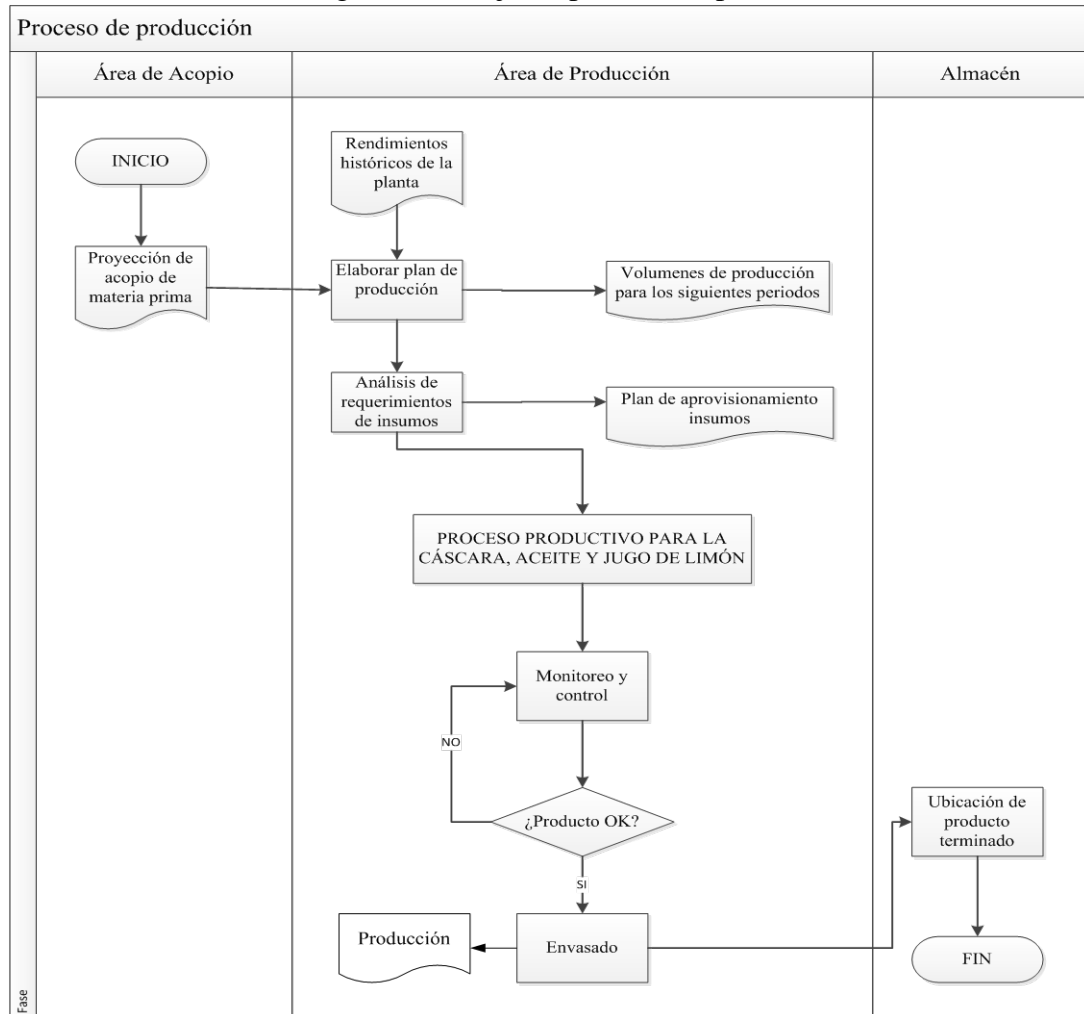 Proceso de producción
Área de Acopio
Área de Producción
Almacén
INICIO
Rendimientos
históricos de la
planta
Proyección de
acopio de
materia prima
Elaborar plan de
producción
Volumenes de producción
para los siguientes periodos
Análisis de
requerimientos
de insumos
Plan de aprovisionamiento
insumos
PROCESO PRODUCTIVO PARA LA
CÁSCARA, ACEITE Y JUGO DE LIMÓN
Monitoreo y
control
NO
¿Producto OK?
Ubicación de
producto
terminado
SI
Producción
Envasado
FIN
Fase